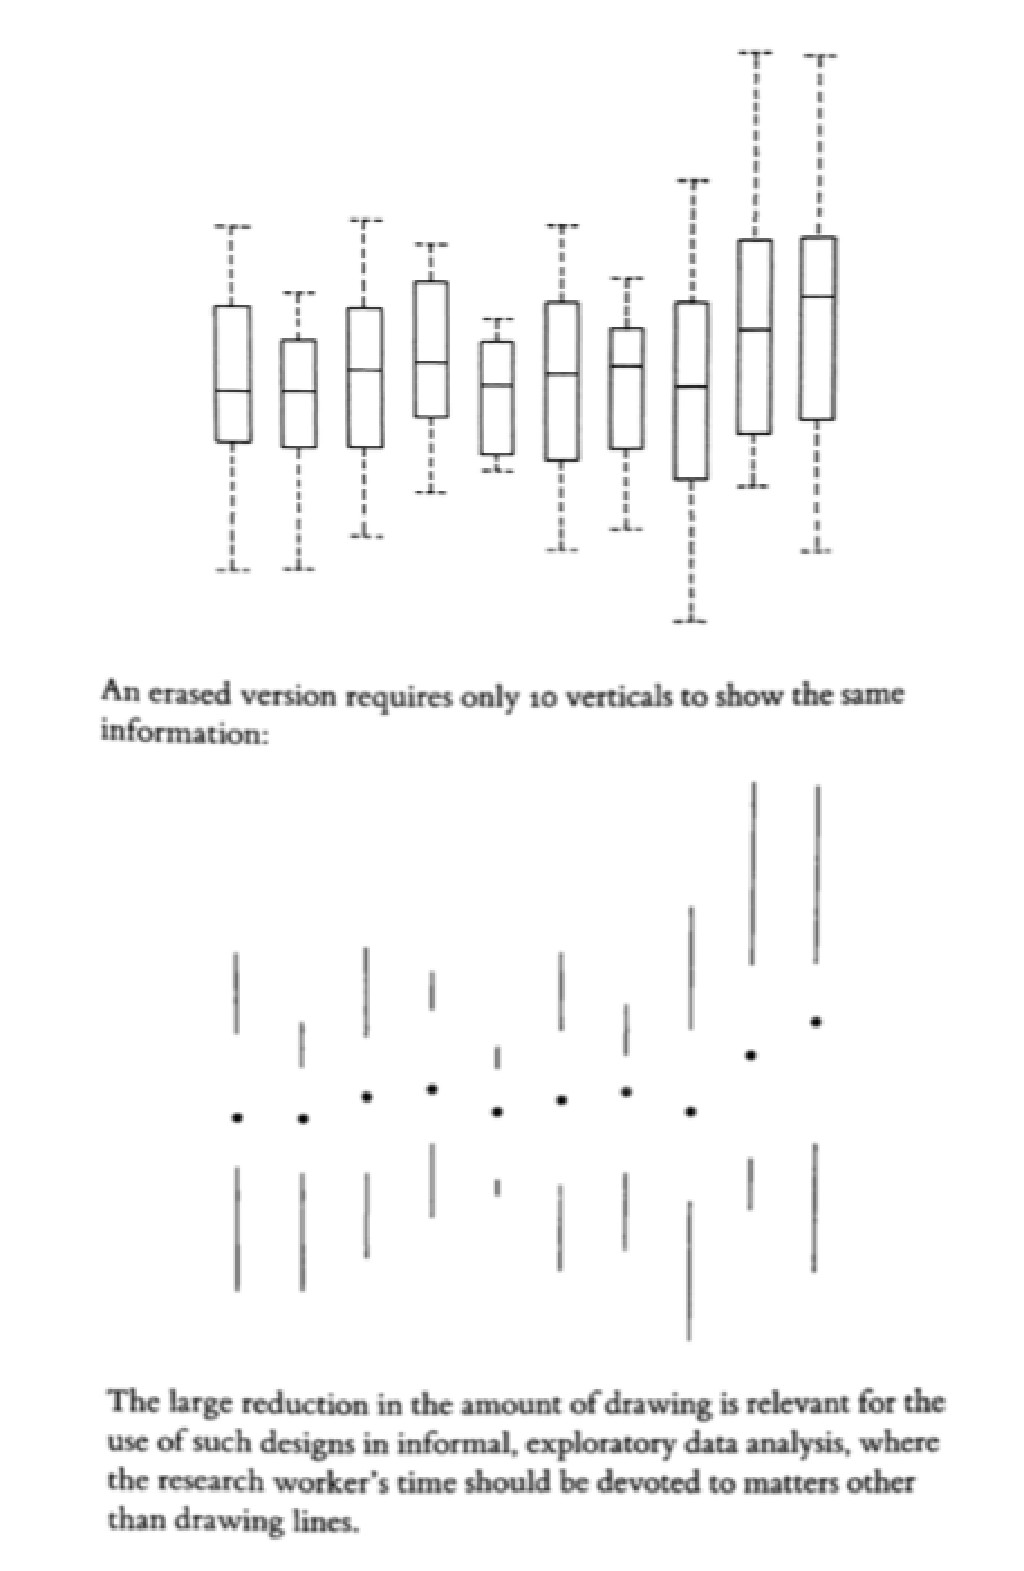 An erased version requires only 10 verticals to show the same
information:
The large reduction in the amount of drawing is relevant for the
use of such designs in informal, exploratory data analysis, where
the research worker's time should be devoted to matters other
than drawing lines.